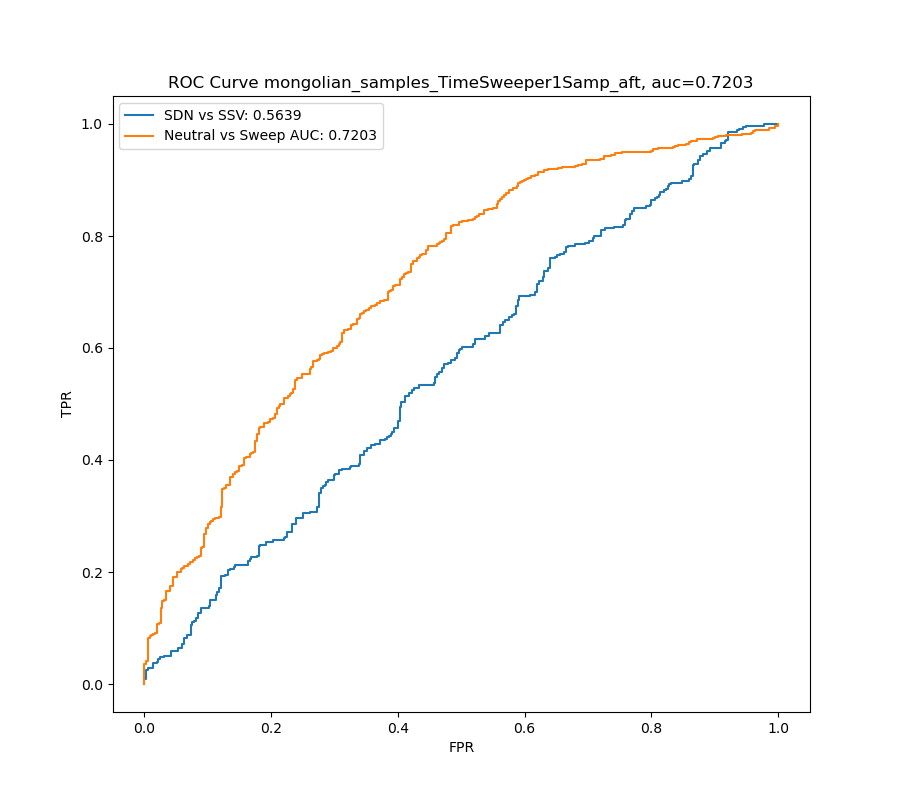 ROC Curve mongolian_samples_TimeSweeper1Samp_aft, auc=0.7203
SDN vs SSV: 0.5639
Neutral vs Sweep AUC: 0.7203
1.0
0.8
0.6
0.4
0.2
0.0
TPR
0.0 0.2 0.4 0.6 0.8 1.0
FPR